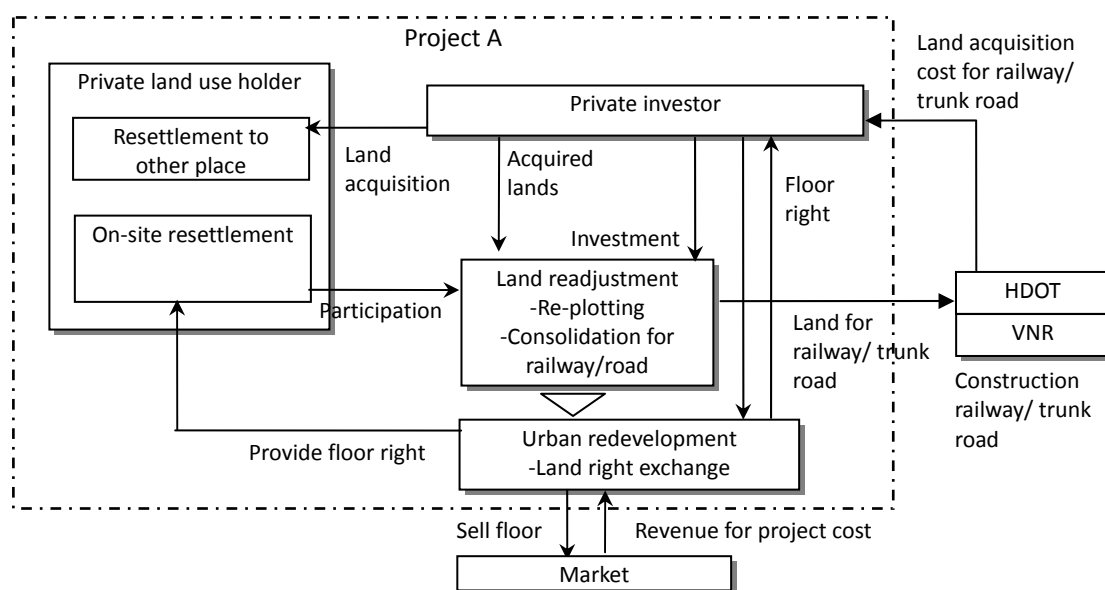 Project A
Private land use holder
Resettlement to
other place
On-site resettlement
Private investor
Land acquisition
cost for railway/
trunk road
Land
acquisition
Acquired
lands
Floor
right
Investment
Participation
Land readjustment
-Re-plotting
-Consolidation for
railway/road
Land for
railway/ trunk
road
HDOT
VNR
Construction
railway/ trunk
road
Provide floor right
Urban redevelopment
-Land right exchange
Sell floor
Revenue for project cost
Market